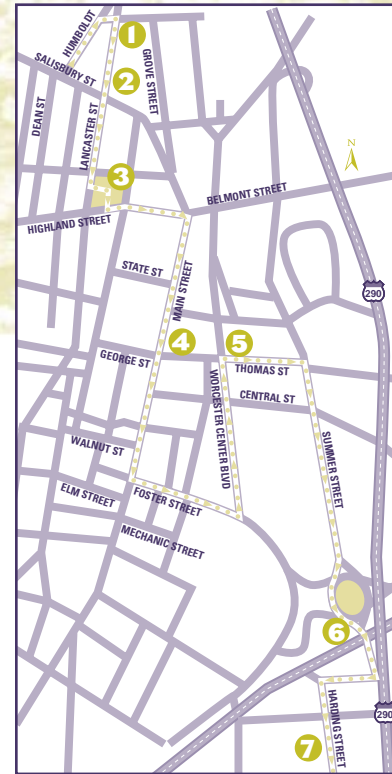 HUMBOLDT
1
SALISBURY ST
GROVE STREET
2
DEAN ST
LANCASTER ST
3
BELMONT STREET
N
HIGHLAND STREET
STATE ST
MAIN STREET
290
GEORGE ST
4
5
THOMAS ST
WORCESTER CENTER BLVD
CENTRAL ST
WALNUT ST
SUMMER STREET
ELM STREET
FOSTER STREET
MECHANIC STREET
6
HARDING STREET
290
7